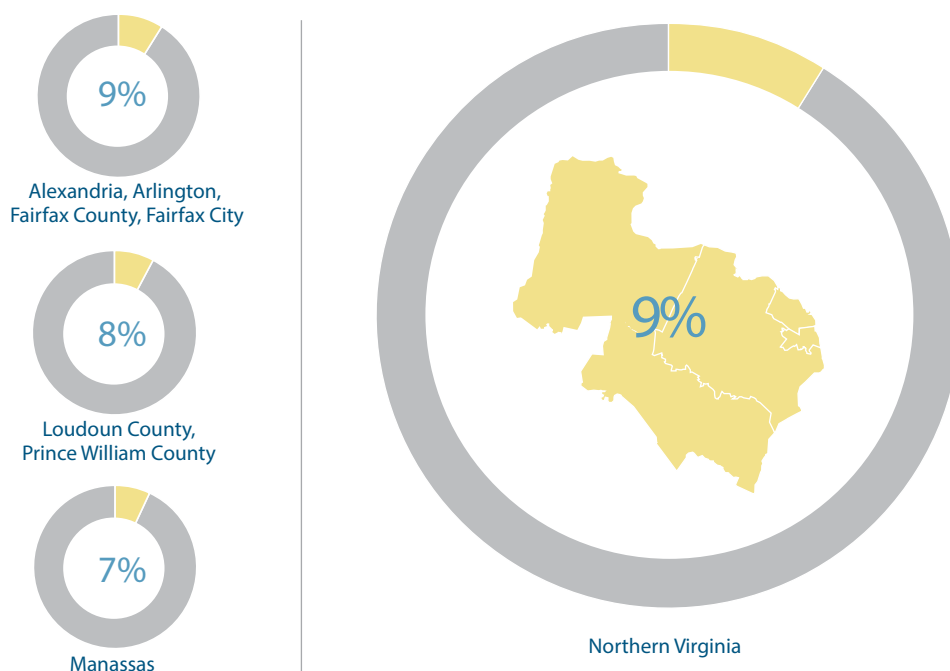 9%
Alexandria, Arlington,
Fairfax County, Fairfax City
8%
Loudoun County,
Prince William County
7%
Manassas
9%
Northern Virginia